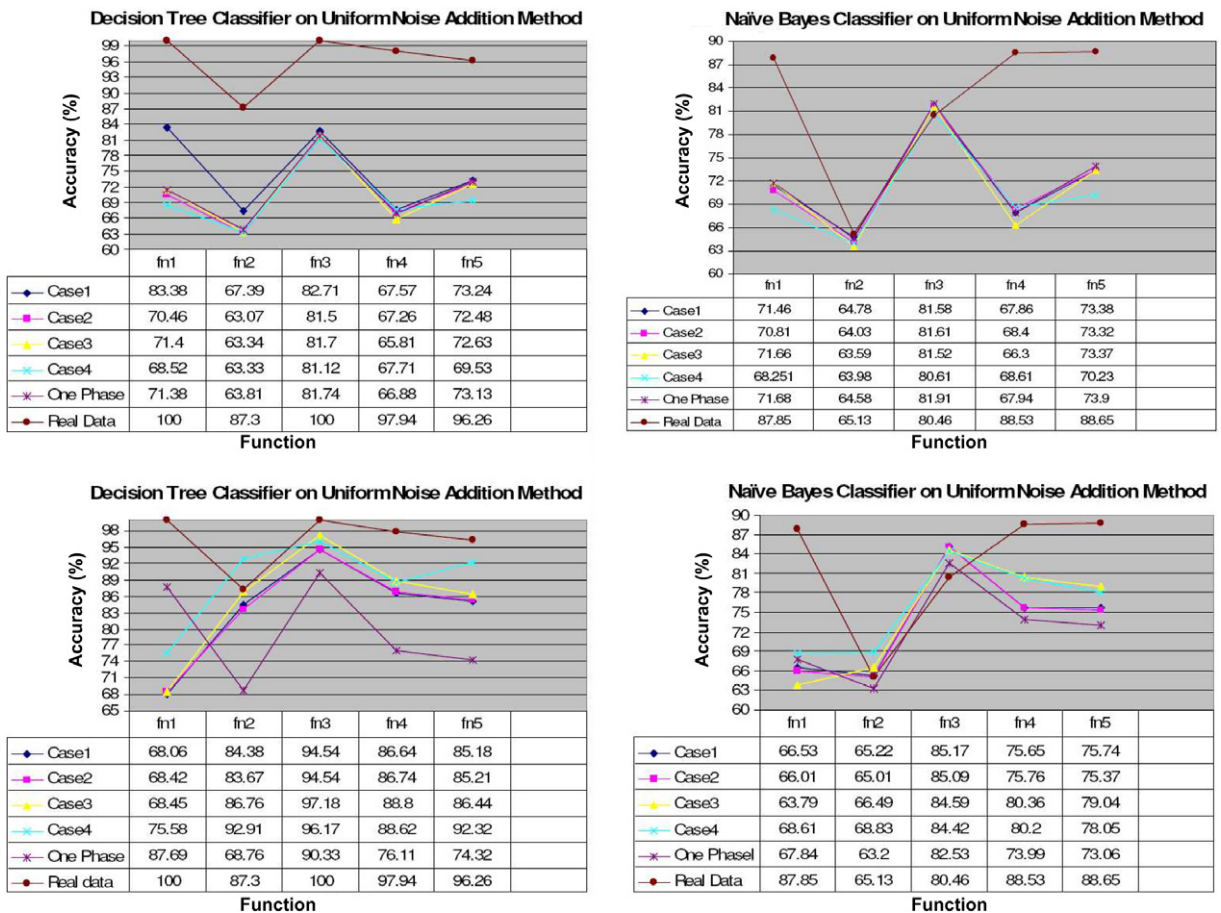 Decision Tree Classifier on Uniform Noise Addition Method
Accuracy (%)
99
96
93
90
87
84
81
78
75
72
69
66
63
60
fn1 fn2 fn3 fn4 fn5
Case1 83.38 67.39 82.71 67.57 73.24
Case2 70.46 63.07 81.5 67.26 72.48
Case3 71.4 63.34 81.7 65.81 72.63
Case4 68.52 63.33 81.12 67.71 69.53
One Phase 71.38 63.81 81.74 66.88 73.13
Real Data 100 87.3 100 97.94 96.26
Function
Naïve Bayes Classifier on Uniform Noise Addition Method
Accuracy (%)
90
87
84
81
78
75
72
69
66
63
60
fn1 fn2 fn3 fn4 fn5
Case1 71.46 64.78 81.58 67.86 73.38
Case2 70.81 64.03 81.61 68.4 73.32
Case3 71.66 63.59 81.52 66.3 73.37
Case4 68.251 63.98 80.61 68.61 70.23
One Phase 71.68 64.58 81.91 67.94 73.9
Real Data 87.85 65.13 80.46 88.53 88.65
Function
Decision Tree Classifier on Uniform Noise Addition Method
Accuracy (%)
98
95
92
89
86
83
80
77
74
71
68
65
fn1 fn2 fn3 fn4 fn5
Case1 68.06 84.38 94.54 86.64 85.18
Case2 68.42 83.67 94.54 86.74 85.21
Case3 68.45 86.76 97.18 88.8 86.44
Case4 75.58 92.91 96.17 88.62 92.32
One Phase 87.69 68.76 90.33 76.11 74.32
Real data 100 87.3 100 97.94 96.26
Function
Naïve Bayes Classifier on Uniform Noise Addition Method
Accuracy (%)
90
87
84
81
78
75
72
69
66
63
60
fn1 fn2 fn3 fn4 fn5
Case1 66.53 65.22 85.17 75.65 75.74
Case2 66.01 65.01 85.09 75.76 75.37
Case3 63.79 66.49 84.59 80.36 79.04
Case4 68.61 68.83 84.42 80.2 78.05
One Phasel 67.84 63.2 82.53 73.99 73.06
Real Data 87.85 65.13 80.46 88.53 88.65
Function